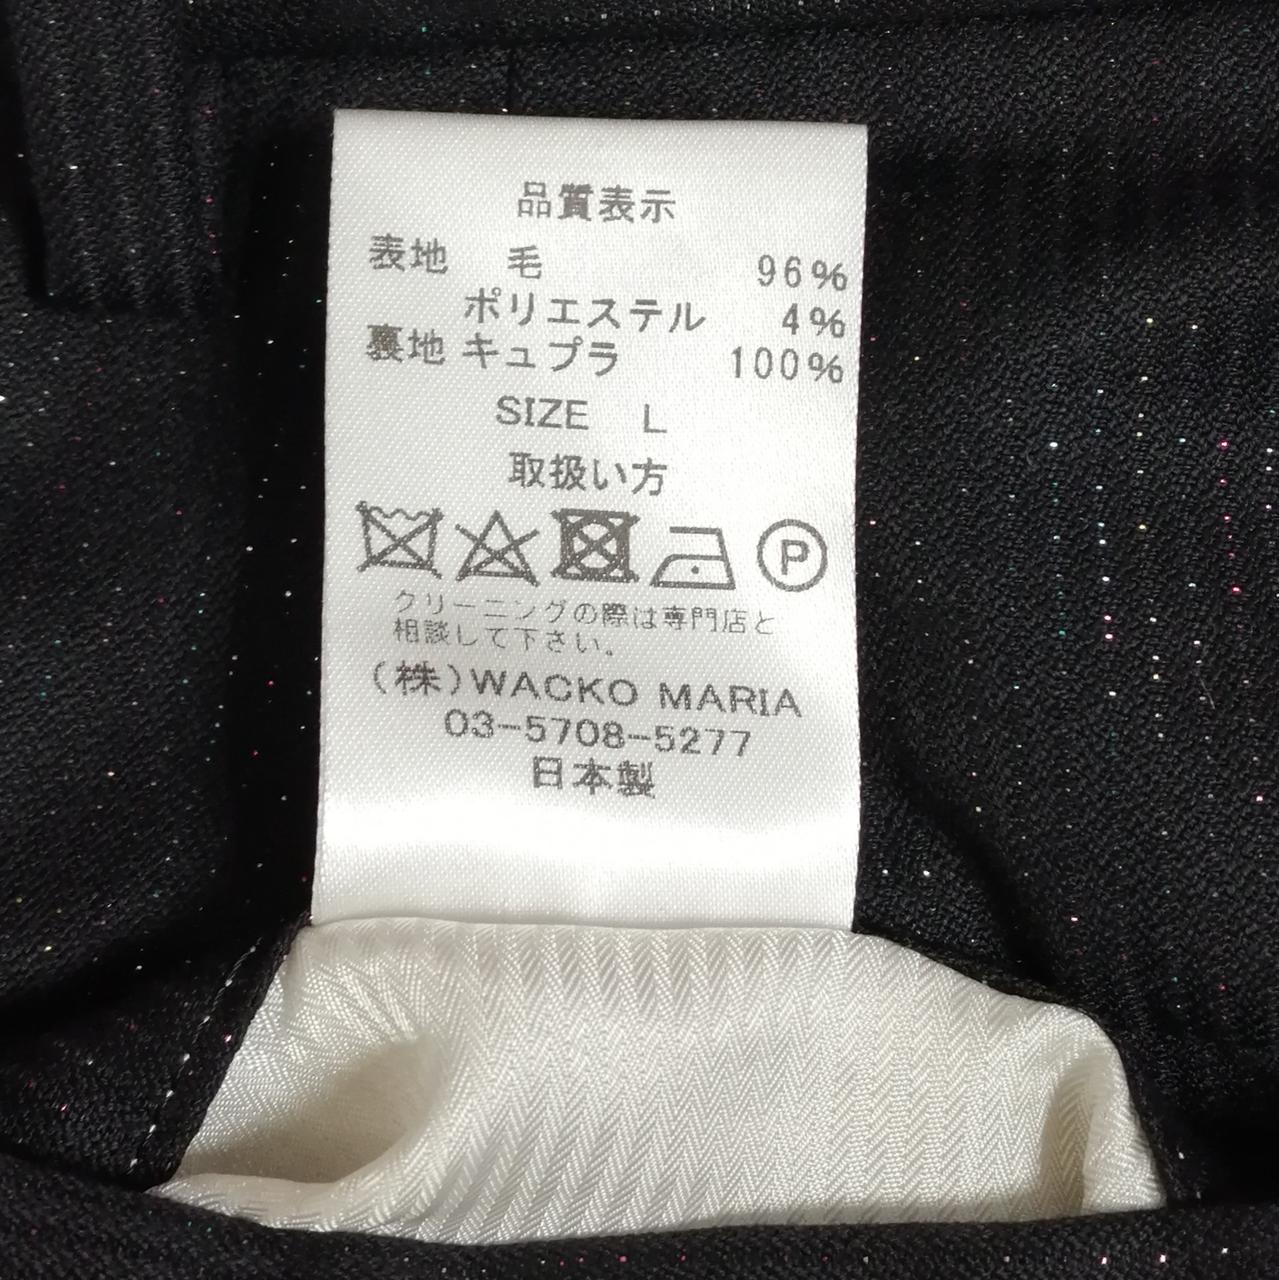 品質表示
表地 毛 96%
ポリエステル 4%
裏地 キュプラ 100%
SIZE L
取扱い方
P
クリーニングの際は専門店と
相談して下さい。
(株)WACKO MARIA
03-5708-5277
日本製